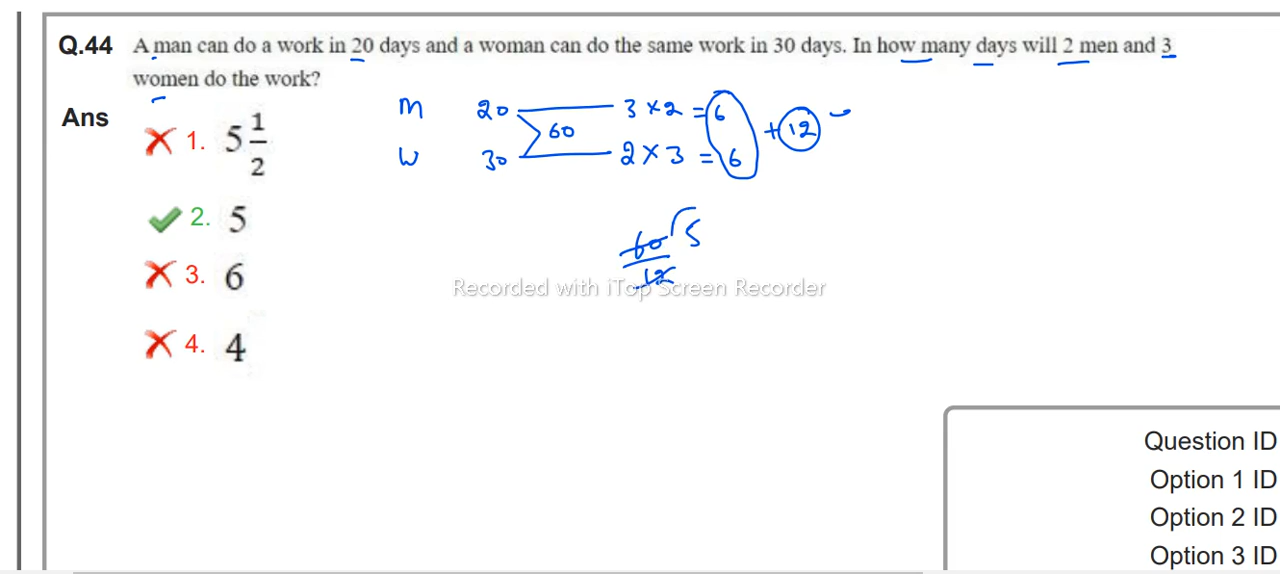 Q.44 A man can do a work in 20 days and a woman can do the same work in 30 days. In how many days will 2 men and 3
women do the work?
Ans
1. 5 1/2
2. 5
3. 6
4. 4
M 20 3 × 2 = 6
60 + 12
W 30 2 × 3 = 6
60 5
12
Recorded with iTop Screen Recorder
Question ID
Option 1 ID
Option 2 ID
Option 3 ID